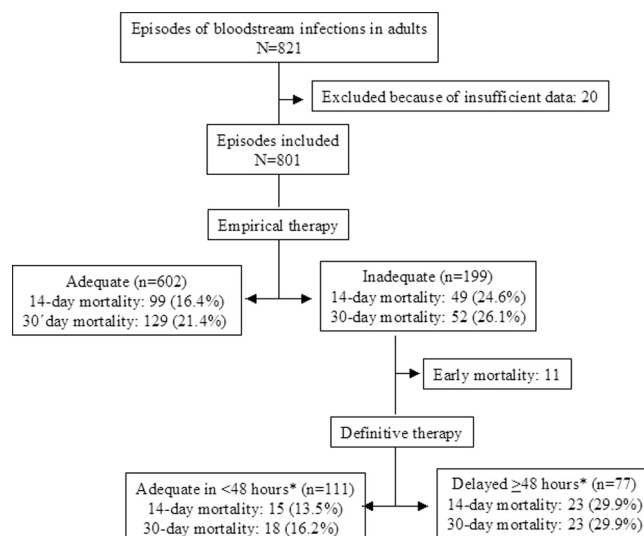 Episodes of bloodstream infections in adults
N=821
Excluded because of insufficient data: 20
Episodes included
N=801
Empirical therapy
Adequate (n=602)
14-day mortality: 99 (16.4%)
30´day mortality: 129 (21.4%)
Inadequate (n=199)
14-day mortality: 49 (24.6%)
30-day mortality: 52 (26.1%)
Early mortality: 11
Definitive therapy
Adequate in <48 hours* (n=111)
14-day mortality: 15 (13.5%)
30-day mortality: 18 (16.2%)
Delayed ≥48 hours* (n=77)
14-day mortality: 23 (29.9%)
30-day mortality: 23 (29.9%)